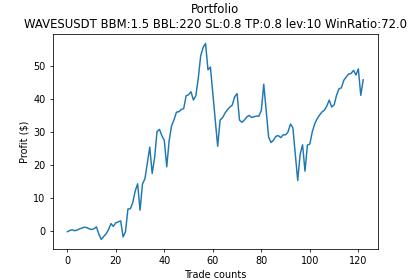 Portfolio
WAVESUSDT BBM:1.5 BBL:220 SL:0.8 TP:0.8 lev:10 WinRatio:72.0
50
40
30
20
10
0
Profit ($)
0 20 40 60 80 100 120
Trade counts